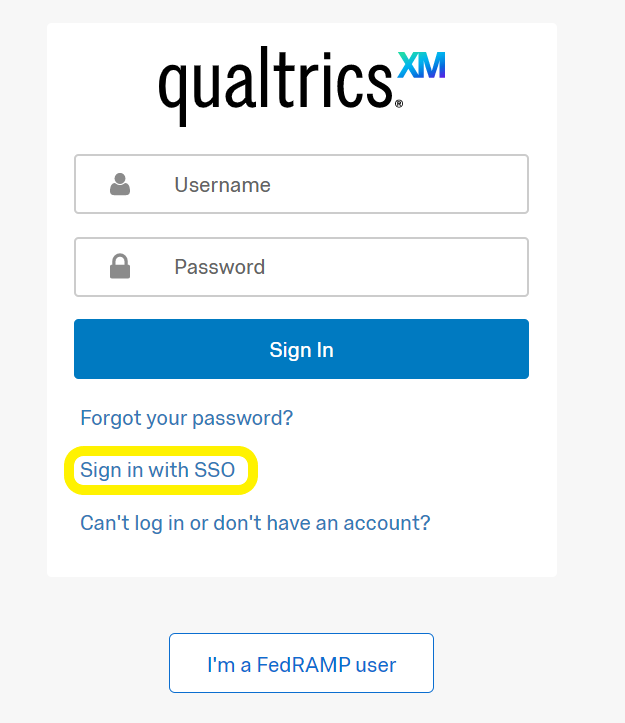 qualtrics.XM®
Username
Password
Sign In
Forgot your password?
Sign in with SSO
Can't log in or don't have an account?
I'm a FedRAMP user